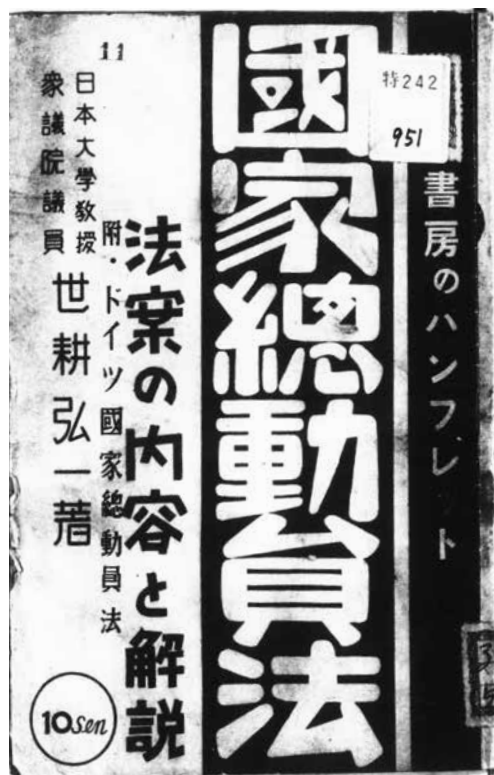 書房のハンフレット
特242
951
國家總動員法
法案の内容と解説
附・ドイツ國家總動員法
日本大學教授
衆議院議員
世耕弘一著
11
10sen